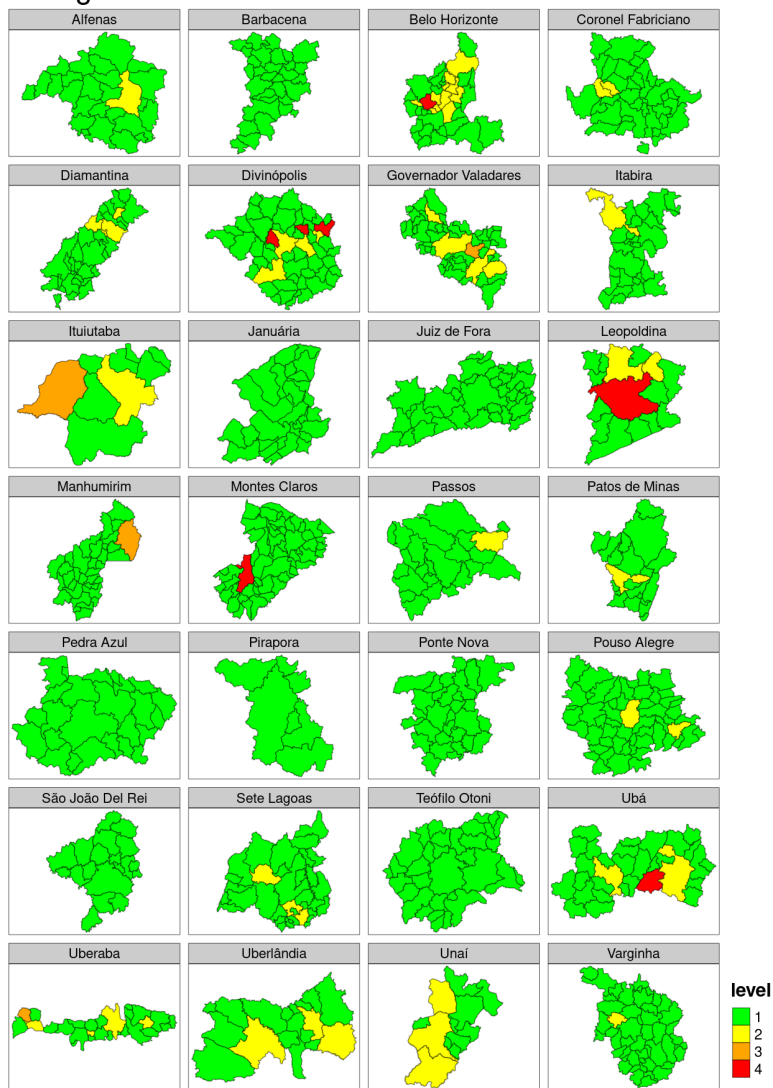 Alfenas
Barbacena
Belo Horizonte
Coronel Fabriciano
Diamantina
Divinópolis
Governador Valadares
Itabira
Ituiutaba
Januária
Juiz de Fora
Leopoldina
Manhumirim
Montes Claros
Passos
Patos de Minas
Pedra Azul
Pirapora
Ponte Nova
Pouso Alegre
São João Del Rei
Sete Lagoas
Teófilo Otoni
Ubá
Uberaba
Uberlândia
Unaí
Varginha
level
1
2
3
4